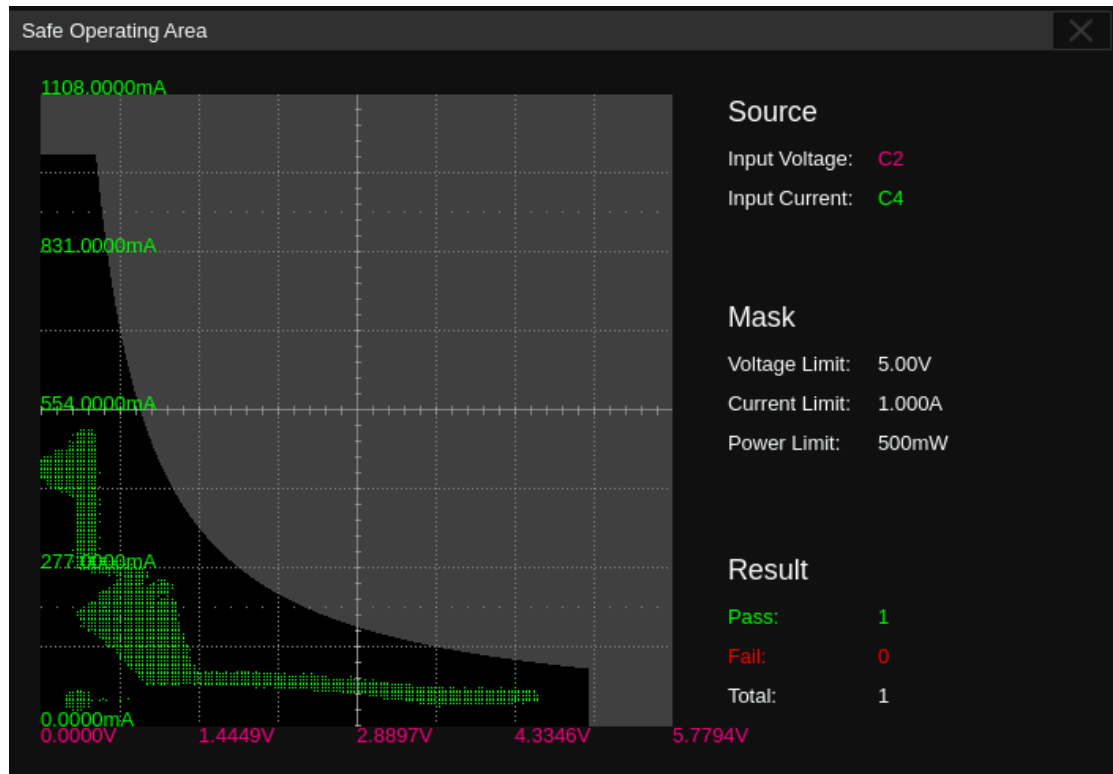 Safe Operating Area
1108.0000mA
831.0000mA
554.0000mA
277.0000mA
0.0000mA
0.0000V 1.4449V 2.8897V 4.3346V 5.7794V
Source
Input Voltage: C2
Input Current: C4
Mask
Voltage Limit: 5.00V
Current Limit: 1.000A
Power Limit: 500mW
Result
Pass: 1
Fail: 0
Total: 1